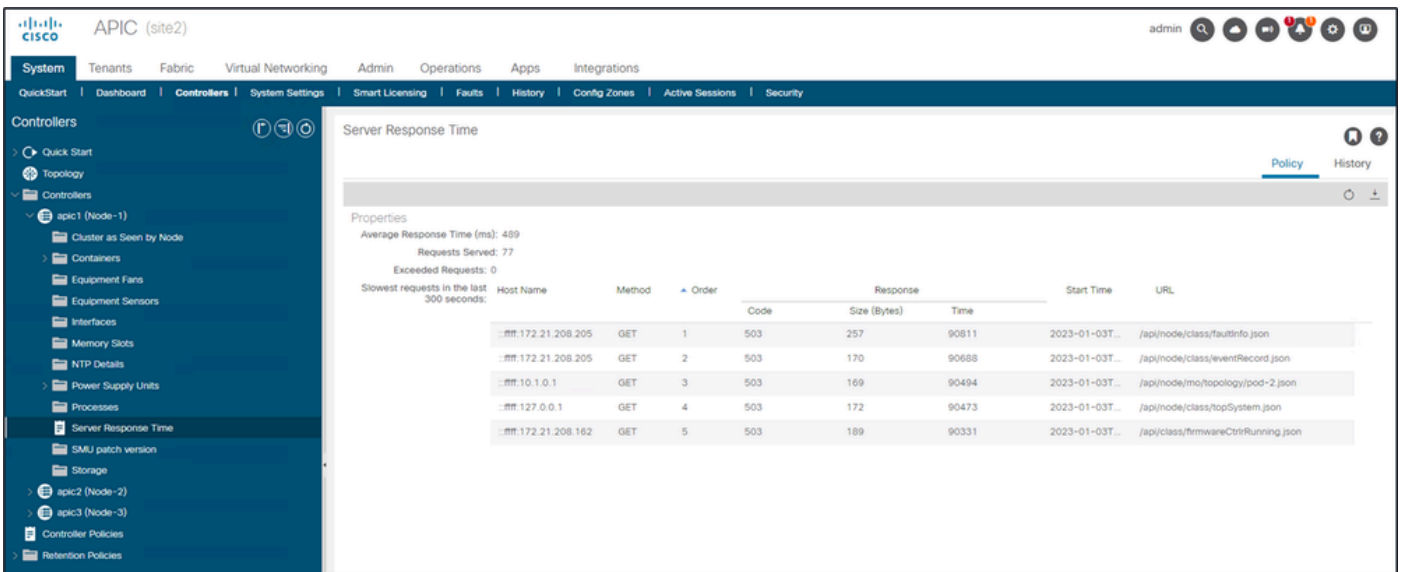 CISCO
APIC (site2)
admin
1
System Tenants Fabric Virtual Networking Admin Operations Apps Integrations
QuickStart | Dashboard | Controllers | System Settings | Smart Licensing | Faults | History | Config Zones | Active Sessions | Security
Controllers
Quick Start
Topology
Controllers
apic1 (Node-1)
Cluster as Seen by Node
Containers
Equipment Fans
Equipment Sensors
Interfaces
Memory Slots
NTP Details
Power Supply Units
Processes
Server Response Time
SMU patch version
Storage
apic2 (Node-2)
apic3 (Node-3)
Controller Policies
Retention Policies
Server Response Time
Policy History
Properties
Average Response Time (ms): 489
Requests Served: 77
Exceeded Requests: 0
Slowest requests in the last
300 seconds:
Host Name Method Order Response Start Time URL
Code Size (Bytes) Time
::ffff:172.21.208.205 GET 1 503 257 90811 2023-01-03T... /api/node/class/faultInfo.json
::ffff:172.21.208.205 GET 2 503 170 90688 2023-01-03T... /api/node/class/eventRecord.json
::ffff:10.1.0.1 GET 3 503 169 90494 2023-01-03T... /api/node/mo/topology/pod-2.json
::ffff:127.0.0.1 GET 4 503 172 90473 2023-01-03T... /api/node/class/topSystem.json
::ffff:172.21.208.162 GET 5 503 189 90331 2023-01-03T... /api/class/firmwareCtrlrRunning.json